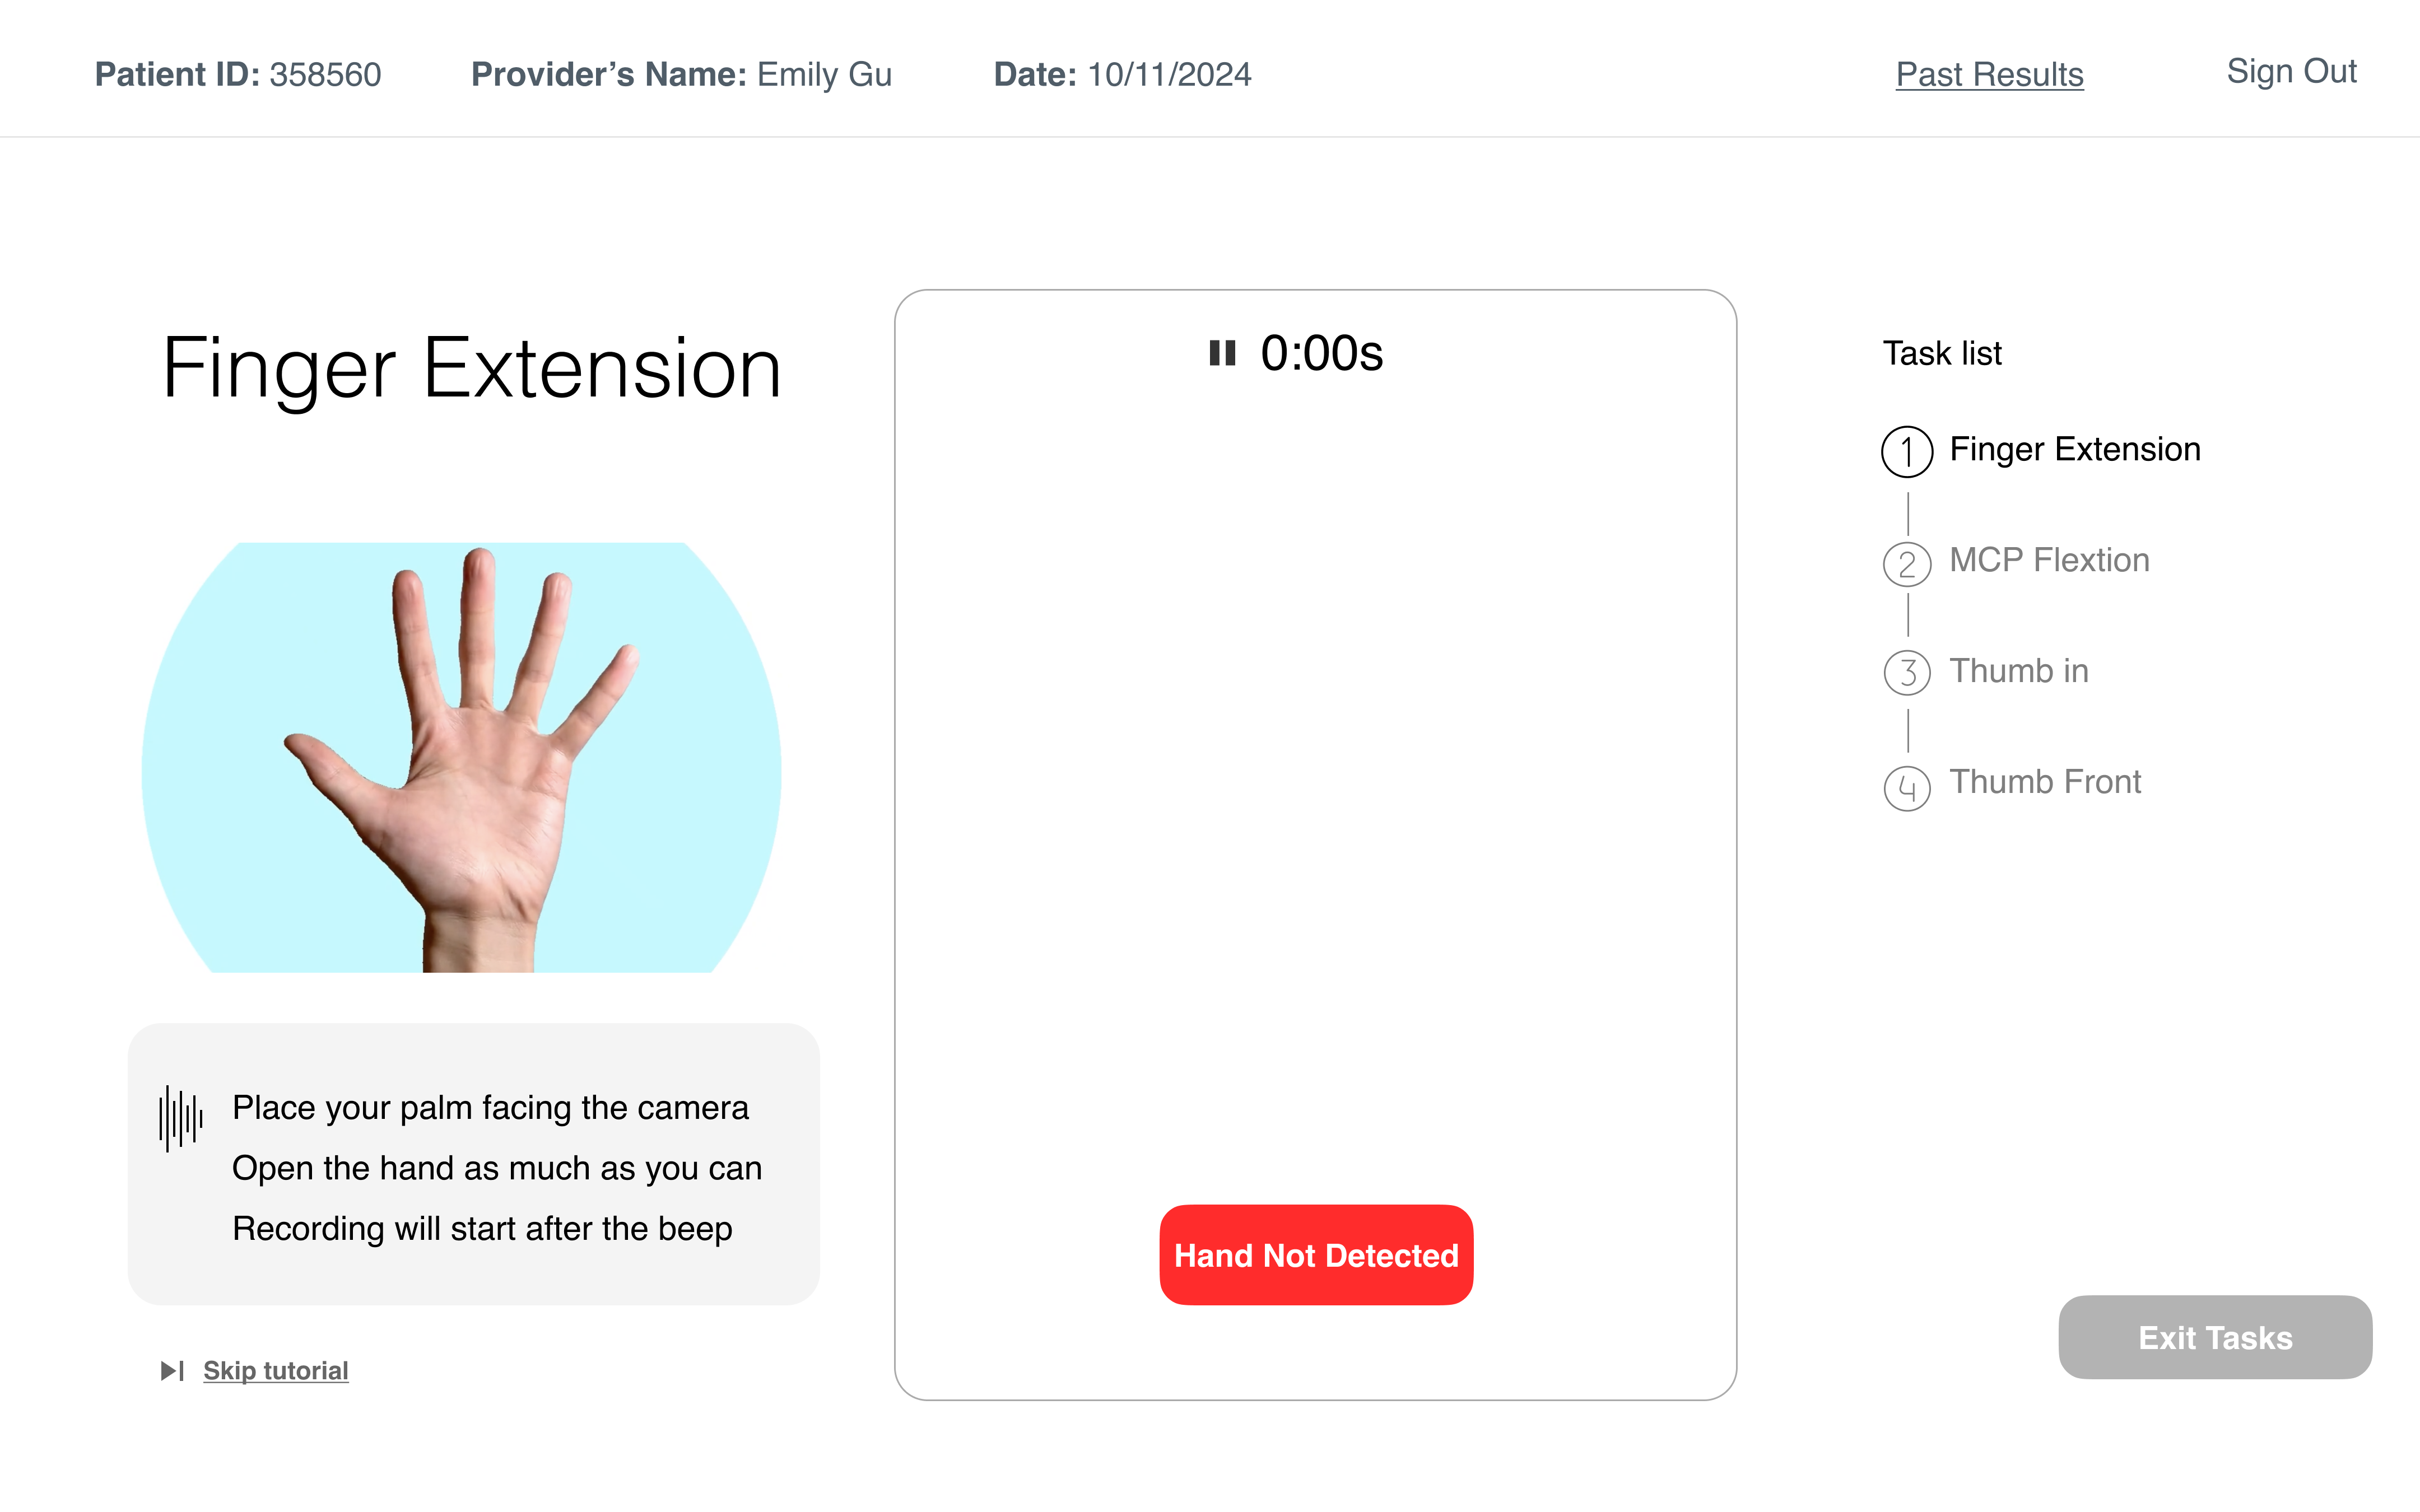 Patient ID: 358560 Provider’s Name: Emily Gu Date: 10/11/2024 Past Results Sign Out
Finger Extension
Place your palm facing the camera
Open the hand as much as you can
Recording will start after the beep
Skip tutorial
0:00s
Hand Not Detected
Task list
1 Finger Extension
2 MCP Flextion
3 Thumb in
4 Thumb Front
Exit Tasks